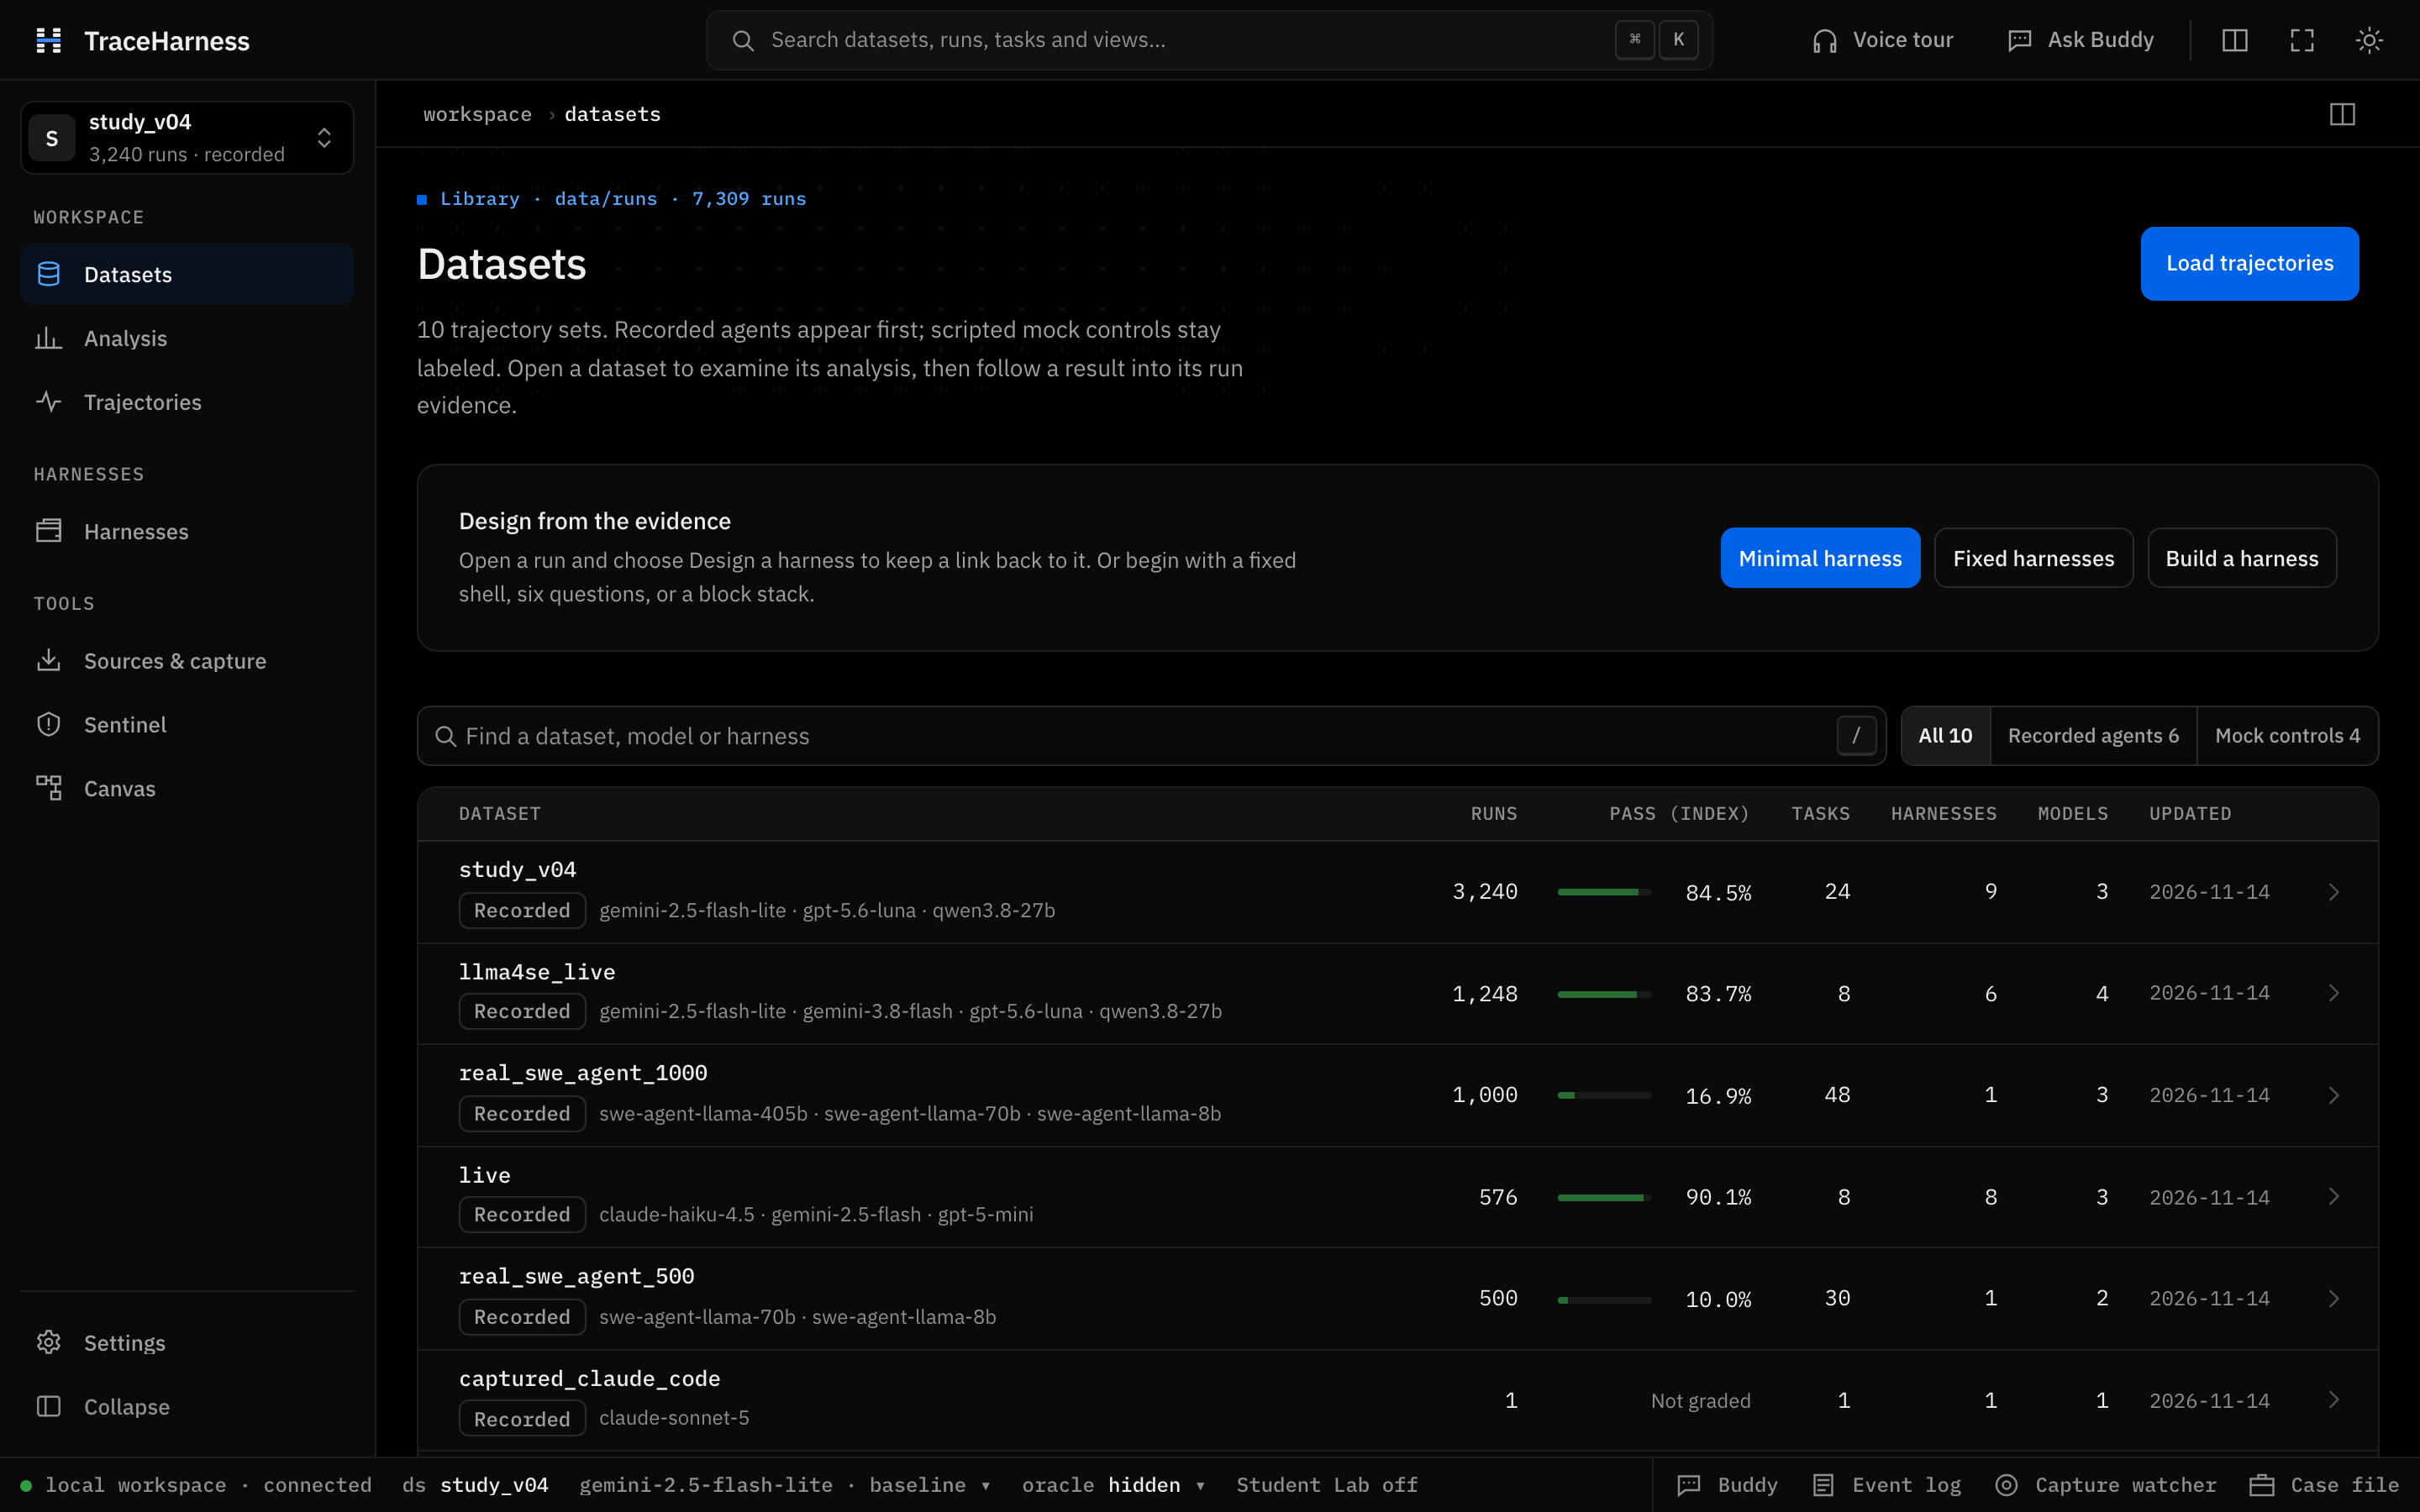 TraceHarness
Search datasets, runs, tasks and views...
⌘ K
Voice tour
Ask Buddy
S
study_v04
3,240 runs · recorded
WORKSPACE
Datasets
Analysis
Trajectories
HARNESSES
Harnesses
TOOLS
Sources & capture
Sentinel
Canvas
Settings
Collapse
workspace › datasets
Library · data/runs · 7,309 runs
Datasets
Load trajectories
10 trajectory sets. Recorded agents appear first; scripted mock controls stay
labeled. Open a dataset to examine its analysis, then follow a result into its run
evidence.
Design from the evidence
Open a run and choose Design a harness to keep a link back to it. Or begin with a fixed
shell, six questions, or a block stack.
Minimal harness
Fixed harnesses
Build a harness
Find a dataset, model or harness
/
All 10
Recorded agents 6
Mock controls 4
DATASET RUNS PASS (INDEX) TASKS HARNESSES MODELS UPDATED
study_v04
Recorded gemini-2.5-flash-lite · gpt-5.6-luna · qwen3.8-27b
3,240 84.5% 24 9 3 2026-11-14
llma4se_live
Recorded gemini-2.5-flash-lite · gemini-3.8-flash · gpt-5.6-luna · qwen3.8-27b
1,248 83.7% 8 6 4 2026-11-14
real_swe_agent_1000
Recorded swe-agent-llama-405b · swe-agent-llama-70b · swe-agent-llama-8b
1,000 16.9% 48 1 3 2026-11-14
live
Recorded claude-haiku-4.5 · gemini-2.5-flash · gpt-5-mini
576 90.1% 8 8 3 2026-11-14
real_swe_agent_500
Recorded swe-agent-llama-70b · swe-agent-llama-8b
500 10.0% 30 1 2 2026-11-14
captured_claude_code
Recorded claude-sonnet-5
1 Not graded 1 1 1 2026-11-14
local workspace · connected ds study_v04 gemini-2.5-flash-lite · baseline ▾ oracle hidden ▾ Student Lab off
Buddy
Event log
Capture watcher
Case file